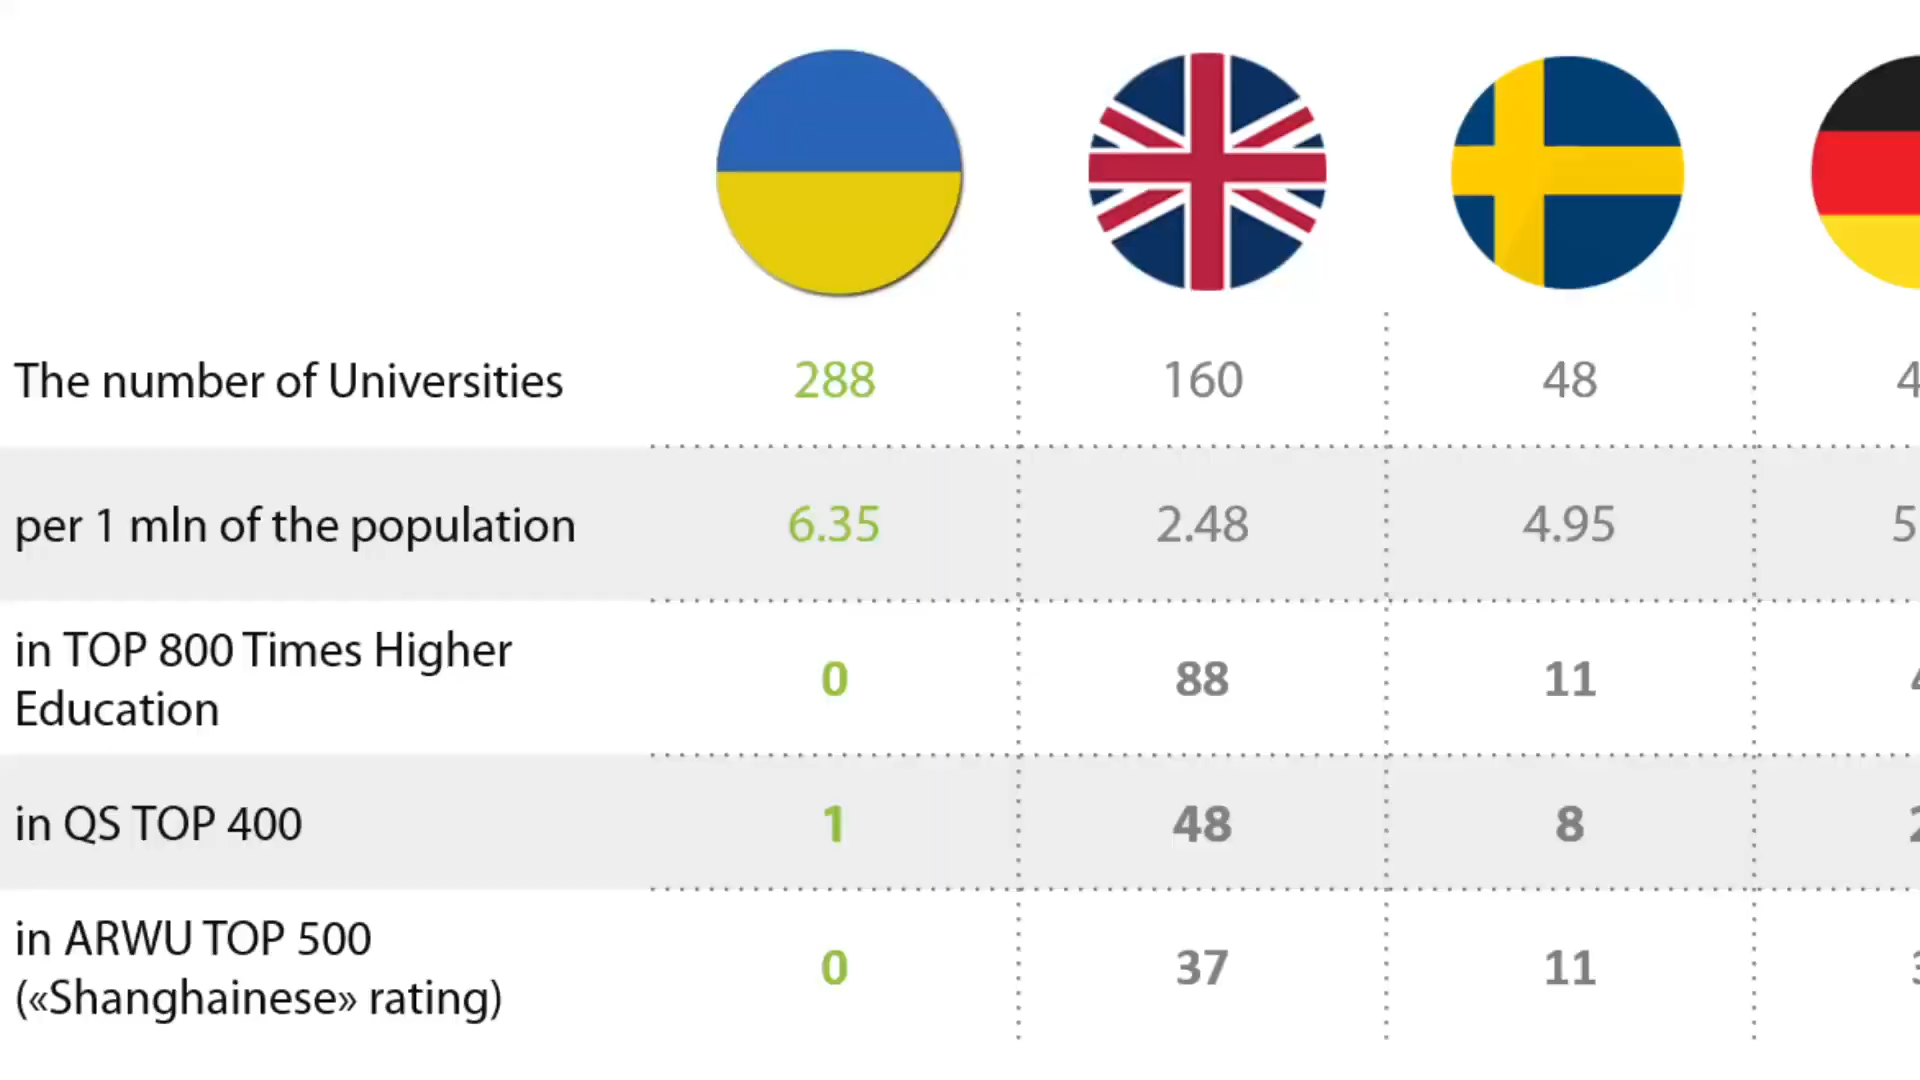 The number of Universities 288 160 48 4
per 1 mln of the population 6.35 2.48 4.95 5
in TOP 800 Times Higher
Education 0 88 11
in QS TOP 400 1 48 8
in ARWU TOP 500
(«Shanghainese» rating) 0 37 11